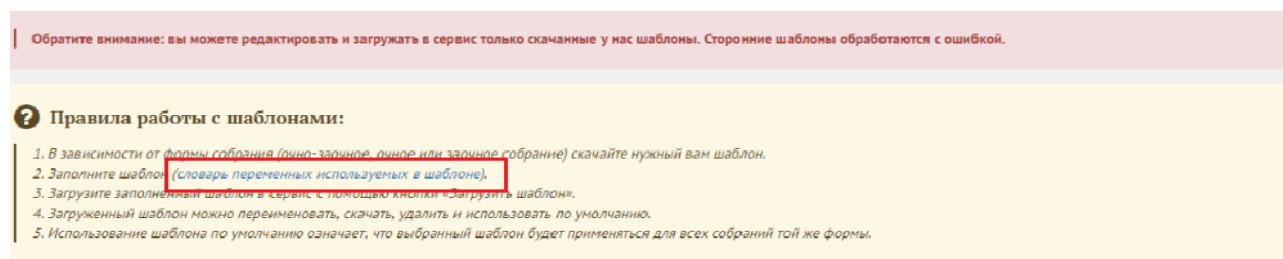 Обратите внимание: вы можете редактировать и загружать в сервис только скачанные у нас шаблоны. Сторонние шаблоны обработаются с ошибкой.
? Правила работы с шаблонами:
1. В зависимости от формы собрания (очно-заочное, очное или заочное собрание) скачайте нужный вам шаблон.
2. Заполните шаблон (словарь переменных используемых в шаблоне).
3. Загрузите заполненный шаблон в сервис с помощью кнопки «Загрузить шаблон».
4. Загруженный шаблон можно переименовать, скачать, удалить и использовать по умолчанию.
5. Использование шаблона по умолчанию означает, что выбранный шаблон будет применяться для всех собраний той же формы.